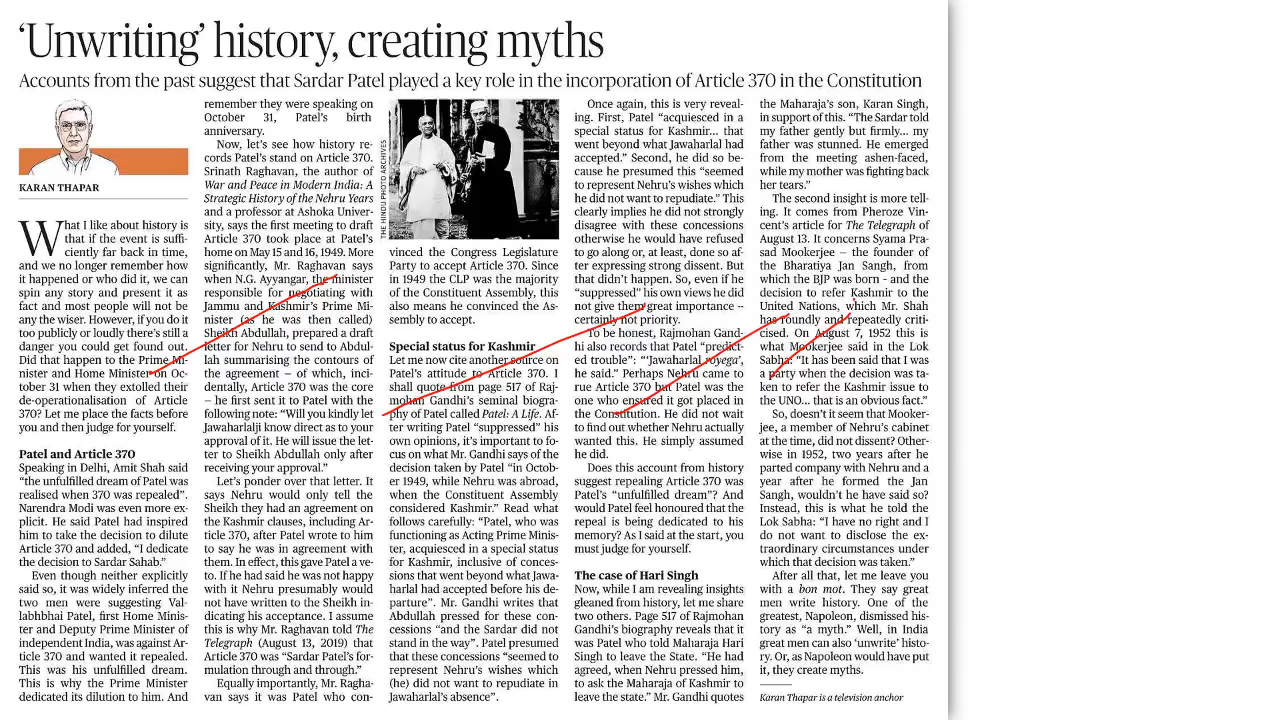 ‘Unwriting’ history, creating myths
Accounts from the past suggest that Sardar Patel played a key role in the incorporation of Article 370 in the Constitution
KARAN THAPAR
What I like about history is
that if the event is suffi-
ciently far back in time,
and we no longer remember how
it happened or who did it, we can
spin any story and present it as
fact and most people will not be
any the wiser. However, if you do it
too publicly or loudly there’s still a
danger you could get found out.
Did that happen to the Prime Mi-
nister and Home Minister on Oc-
tober 31 when they extolled their
de-operationalisation of Article
370? Let me place the facts before
you and then judge for yourself.
Patel and Article 370
Speaking in Delhi, Amit Shah said
“the unfulfilled dream of Patel was
realised when 370 was repealed”.
Narendra Modi was even more ex-
plicit. He said Patel had inspired
him to take the decision to dilute
Article 370 and added, “I dedicate
the decision to Sardar Sahab.”
Even though neither explicitly
said so, it was widely inferred the
two men were suggesting Val-
labhbhai Patel, first Home Minis-
ter and Deputy Prime Minister of
independent India, was against Ar-
ticle 370 and wanted it repealed.
This was his unfulfilled dream.
This is why the Prime Minister
dedicated its dilution to him. And
remember they were speaking on
October 31, Patel’s birth
anniversary.
Now, let’s see how history re-
cords Patel’s stand on Article 370.
Srinath Raghavan, the author of
War and Peace in Modern India: A
Strategic History of the Nehru Years
and a professor at Ashoka Univer-
sity, says the first meeting to draft
Article 370 took place at Patel’s
home on May 15 and 16, 1949. More
significantly, Mr. Raghavan says
when N.G. Ayyangar, the minister
responsible for negotiating with
Jammu and Kashmir’s Prime Mi-
nister (as he was then called)
Sheikh Abdullah, prepared a draft
letter for Nehru to send to Abdul-
lah summarising the contours of
the agreement – of which, inci-
dentally, Article 370 was the core
– he first sent it to Patel with the
following note: “Will you kindly let
Jawaharlalji know direct as to your
approval of it. He will issue the let-
ter to Sheikh Abdullah only after
receiving your approval.”
Let’s ponder over that letter. It
says Nehru would only tell the
Sheikh they had an agreement on
the Kashmir clauses, including Ar-
ticle 370, after Patel wrote to him
to say he was in agreement with
them. In effect, this gave Patel a ve-
to. If he had said he was not happy
with it Nehru presumably would
not have written to the Sheikh in-
dicating his acceptance. I assume
this is why Mr. Raghavan told The
Telegraph (August 13, 2019) that
Article 370 was “Sardar Patel’s for-
mulation through and through.”
Equally importantly, Mr. Ragha-
van says it was Patel who con-
THE HINDU PHOTO ARCHIVES
vinced the Congress Legislature
Party to accept Article 370. Since
in 1949 the CLP was the majority
of the Constituent Assembly, this
also means he convinced the As-
sembly to accept.
Special status for Kashmir
Let me now cite another source on
Patel’s attitude to Article 370. I
shall quote from page 517 of Raj-
mohan Gandhi’s seminal biogra-
phy of Patel called Patel: A Life. Af-
ter writing Patel “suppressed” his
own opinions, it’s important to fo-
cus on what Mr. Gandhi says of the
decision taken by Patel “in Octob-
er 1949, while Nehru was abroad,
when the Constituent Assembly
considered Kashmir.” Read what
follows carefully: “Patel, who was
functioning as Acting Prime Minis-
ter, acquiesced in a special status
for Kashmir, inclusive of conces-
sions that went beyond what Jawa-
harlal had accepted before his de-
parture”. Mr. Gandhi writes that
Abdullah pressed for these con-
cessions “and the Sardar did not
stand in the way”. Patel presumed
that these concessions “seemed to
represent Nehru’s wishes which
(he) did not want to repudiate in
Jawaharlal’s absence”.
Once again, this is very reveal-
ing. First, Patel “acquiesced in a
special status for Kashmir... that
went beyond what Jawaharlal had
accepted.” Second, he did so be-
cause he presumed this “seemed
to represent Nehru’s wishes which
he did not want to repudiate.” This
clearly implies he did not strongly
disagree with these concessions
otherwise he would have refused
to go along or, at least, done so af-
ter expressing strong dissent. But
that didn’t happen. So, even if he
“suppressed” his own views he did
not give them great importance –
certainly not priority.
To be honest, Rajmohan Gand-
hi also records that Patel “predict-
ed trouble”: “‘Jawaharlal royega’,
he said.” Perhaps Nehru came to
rue Article 370 but Patel was the
one who ensured it got placed in
the Constitution. He did not wait
to find out whether Nehru actually
wanted this. He simply assumed
he did.
Does this account from history
suggest repealing Article 370 was
Patel’s “unfulfilled dream”? And
would Patel feel honoured that the
repeal is being dedicated to his
memory? As I said at the start, you
must judge for yourself.
The case of Hari Singh
Now, while I am revealing insights
gleaned from history, let me share
two others. Page 517 of Rajmohan
Gandhi’s biography reveals that it
was Patel who told Maharaja Hari
Singh to leave the State. “He had
agreed, when Nehru pressed him,
to ask the Maharaja of Kashmir to
leave the state.” Mr. Gandhi quotes
the Maharaja’s son, Karan Singh,
in support of this. “The Sardar told
my father gently but firmly... my
father was stunned. He emerged
from the meeting ashen-faced,
while my mother was fighting back
her tears.”
The second insight is more tell-
ing. It comes from Pheroze Vin-
cent’s article for The Telegraph of
August 13. It concerns Syama Pra-
sad Mookerjee – the founder of
the Bharatiya Jan Sangh, from
which the BJP was born – and the
decision to refer Kashmir to the
United Nations, which Mr. Shah
has roundly and repeatedly criti-
cised. On August 7, 1952 this is
what Mookerjee said in the Lok
Sabha: “It has been said that I was
a party when the decision was ta-
ken to refer the Kashmir issue to
the UNO... that is an obvious fact.”
So, doesn’t it seem that Mooker-
jee, a member of Nehru’s cabinet
at the time, did not dissent? Other-
wise in 1952, two years after he
parted company with Nehru and a
year after he formed the Jan
Sangh, wouldn’t he have said so?
Instead, this is what he told the
Lok Sabha: “I have no right and I
do not want to disclose the ex-
traordinary circumstances under
which that decision was taken.”
After all, let me leave you
with a bon mot. They say great
men write history. One of the
greatest, Napoleon, dismissed his-
tory as “a myth.” Well, in India
great men can also ‘unwrite’ histo-
ry. Or, as Napoleon would have put
it, they create myths.
Karan Thapar is a television anchor